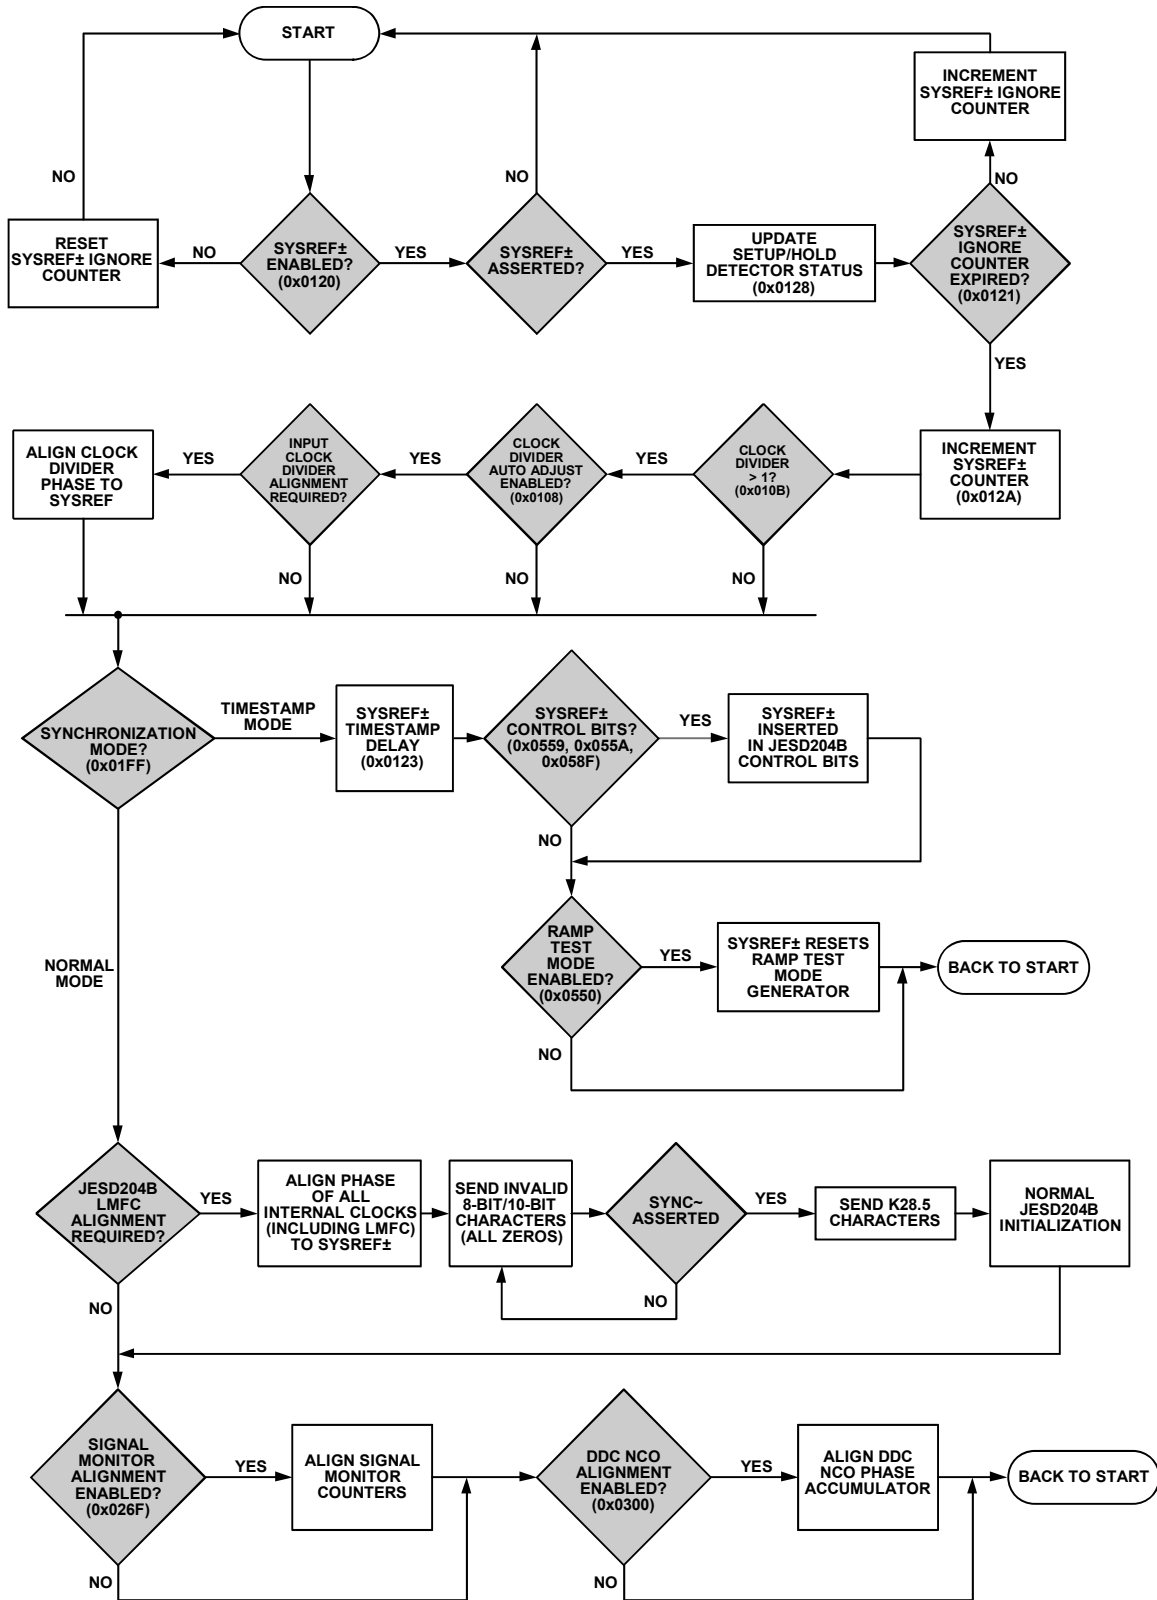 START
INCREMENT
SYSREF± IGNORE
COUNTER
NO
NO
NO
RESET
SYSREF± IGNORE
COUNTER
NO
SYSREF±
ENABLED?
(0x0120)
YES
SYSREF±
ASSERTED?
YES
UPDATE
SETUP/HOLD
DETECTOR STATUS
(0x0128)
SYSREF±
IGNORE
COUNTER
EXPIRED?
(0x0121)
YES
ALIGN CLOCK
DIVIDER
PHASE TO
SYSREF
YES
INPUT
CLOCK
DIVIDER
ALIGNMENT
REQUIRED?
YES
CLOCK
DIVIDER
AUTO ADJUST
ENABLED?
(0x0108)
YES
CLOCK
DIVIDER
> 1?
(0x010B)
INCREMENT
SYSREF±
COUNTER
(0x012A)
NO
NO
NO
SYNCHRONIZATION
MODE?
(0x01FF)
TIMESTAMP
MODE
SYSREF±
TIMESTAMP
DELAY
(0x0123)
SYSREF±
CONTROL BITS?
(0x0559, 0x055A,
0x058F)
YES
SYSREF±
INSERTED
IN JESD204B
CONTROL BITS
NO
RAMP
TEST
MODE
ENABLED?
(0x0550)
YES
SYSREF± RESETS
RAMP TEST
MODE
GENERATOR
BACK TO START
NORMAL
MODE
NO
JESD204B
LMFC
ALIGNMENT
REQUIRED?
YES
ALIGN PHASE
OF ALL
INTERNAL CLOCKS
(INCLUDING LMFC)
TO SYSREF±
SEND INVALID
8-BIT/10-BIT
CHARACTERS
(ALL ZEROS)
SYNC~
ASSERTED
YES
SEND K28.5
CHARACTERS
NORMAL
JESD204B
INITIALIZATION
NO
NO
SIGNAL
MONITOR
ALIGNMENT
ENABLED?
(0x026F)
YES
ALIGN SIGNAL
MONITOR
COUNTERS
DDC NCO
ALIGNMENT
ENABLED?
(0x0300)
YES
ALIGN DDC
NCO PHASE
ACCUMULATOR
BACK TO START
NO
NO